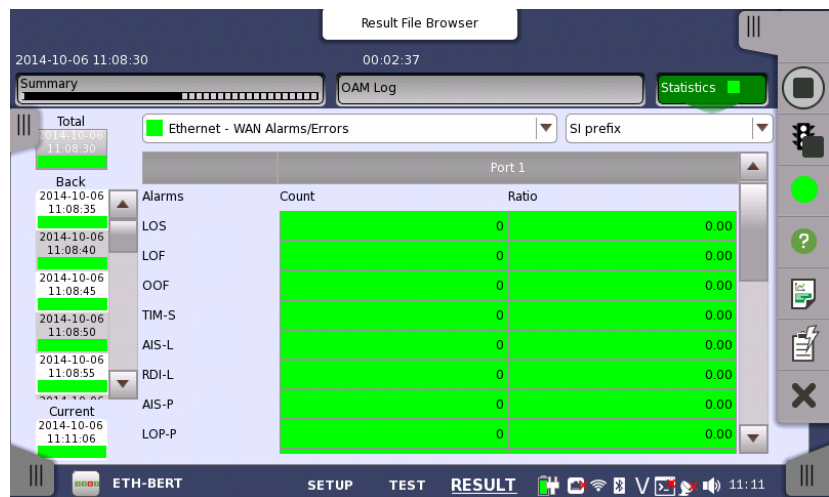 Result File Browser
2014-10-06 11:08:30 00:02:37
Summary OAM Log Statistics
Total
2014-10-06
11:08:30
Ethernet - WAN Alarms/Errors SI prefix
Port 1
Back
2014-10-06
11:08:35
2014-10-06
11:08:40
2014-10-06
11:08:45
2014-10-06
11:08:50
2014-10-06
11:08:55
Current
2014-10-06
11:11:06
Alarms Count Ratio
LOS 0 0.00
LOF 0 0.00
OOF 0 0.00
TIM-S 0 0.00
AIS-L 0 0.00
RDI-L 0 0.00
AIS-P 0 0.00
LOP-P 0 0.00
ETH-BERT SETUP TEST RESULT V 11:11